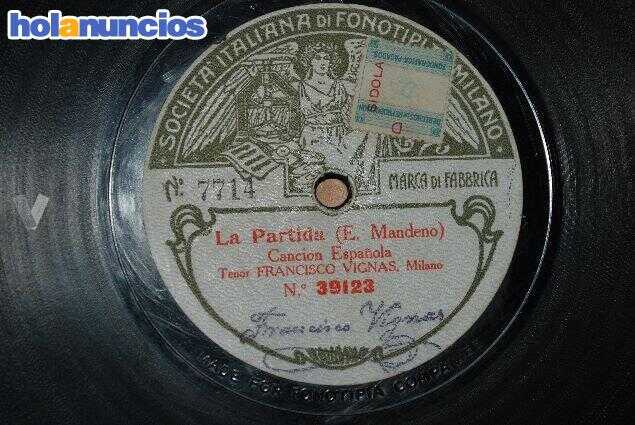 holanuncios
SOCIETÀ ITALIANA DI FONOTIPIA MILANO
DIDOLA
D
Nº 7714
MARCA DI FABBRICA
La Partida (E. Mandeno)
Cancion Española
Tenor FRANCISCO VIGNAS, Milano
N.° 39123
Francisco Vignas
MADE FOR FONOTIPIA COMPANY